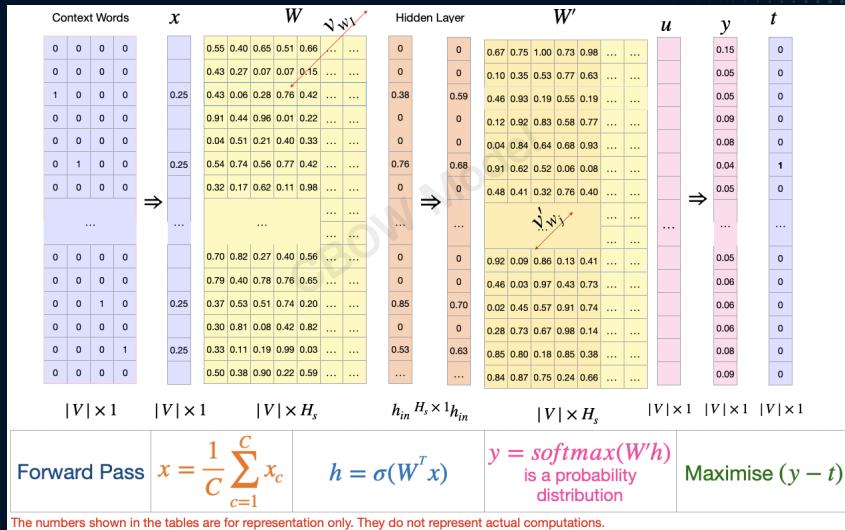 Context Words x W v_{w_I} Hidden Layer W' u y t
0 0 0 0 0.55 0.40 0.65 0.51 0.66 ... ... 0 0 0.67 0.75 1.00 0.73 0.98 ... ... 0.15 0
0 0 0 0 0.43 0.27 0.07 0.07 0.15 ... ... 0 0 0.10 0.35 0.53 0.77 0.63 ... ... 0.05 0
1 0 0 0 0.25 0.43 0.06 0.28 0.76 0.42 ... ... 0.38 0.59 0.46 0.93 0.19 0.55 0.19 ... ... 0.05 0
0 0 0 0 0.91 0.44 0.96 0.01 0.22 ... ... 0 0 0.12 0.92 0.83 0.58 0.77 ... ... 0.09 0
0 0 0 0 0.04 0.51 0.21 0.40 0.33 ... ... 0 0 0.04 0.84 0.64 0.68 0.93 ... ... 0.08 0
0 1 0 0 0.25 0.54 0.74 0.56 0.77 0.42 ... ... 0.76 0.68 0.91 0.62 0.52 0.06 0.08 ... ... 0.04 1
0 0 0 0 0.32 0.17 0.62 0.11 0.98 ... ... 0 0 0.48 0.41 0.32 0.76 0.40 ... ... 0.05 0
⇒ ⇒ ⇒
... ... ... ... ... ... ... v'_{w_j} ... ... ... ... ... ...
... ... ... ...
0 0 0 0 0.70 0.82 0.27 0.40 0.56 ... ... 0 0 0.92 0.09 0.86 0.13 0.41 ... ... 0.05 0
0 0 0 0 0.79 0.40 0.78 0.76 0.65 ... ... 0 0 0.46 0.03 0.97 0.43 0.73 ... ... 0.06 0
0 0 1 0 0.25 0.37 0.53 0.51 0.74 0.20 ... ... 0.85 0.70 0.02 0.45 0.57 0.91 0.74 ... ... 0.06 0
0 0 0 0 0.30 0.81 0.08 0.42 0.82 ... ... 0 0 0.28 0.73 0.67 0.98 0.14 ... ... 0.06 0
0 0 0 1 0.25 0.33 0.11 0.19 0.99 0.03 ... ... 0.53 0.63 0.85 0.80 0.18 0.85 0.38 ... ... 0.08 0
0 0 0 0 0.50 0.38 0.90 0.22 0.59 ... ... ... ... 0.84 0.87 0.75 0.24 0.66 ... ... 0.09 0
CBOW Model
|V| × 1 |V| × 1 |V| × H_s h_{in} H_s × 1 h_{in} |V| × H_s |V| × 1 |V| × 1 |V| × 1
Forward Pass
x = \frac{1}{C} \sum_{c=1}^{C} x_c
h = σ(W^T x)
y = softmax(W'h)
is a probability
distribution
Maximise (y − t)
The numbers shown in the tables are for representation only. They do not represent actual computations.